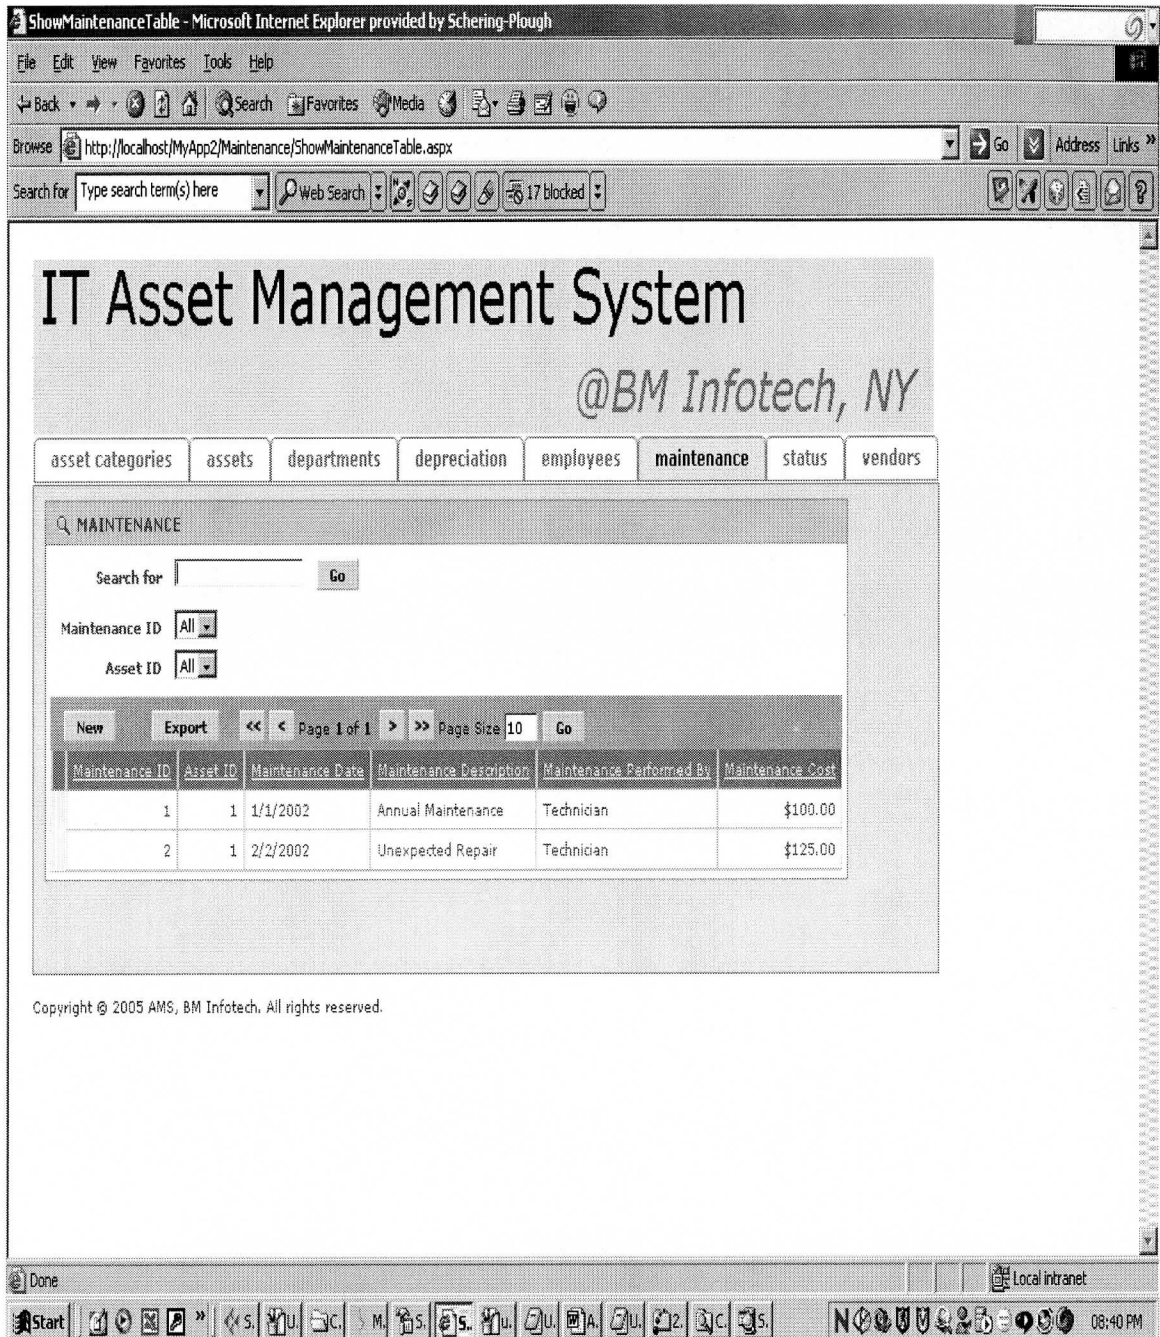 ShowMaintenanceTable - Microsoft Internet Explorer provided by Schering-Plough
File Edit View Favorites Tools Help
Back Search Favorites Media
Browse http://localhost/MyApp2/Maintenance/ShowMaintenanceTable.aspx Go Address Links »
Search for Type search term(s) here Web Search 17 blocked
IT Asset Management System
@BM Infotech, NY
asset categories assets departments depreciation employees maintenance status vendors
MAINTENANCE
Search for Go
Maintenance ID All
Asset ID All
New Export << < Page 1 of 1 > >> Page Size 10 Go
Maintenance ID Asset ID Maintenance Date Maintenance Description Maintenance Performed By Maintenance Cost
1 1 1/1/2002 Annual Maintenance Technician $100.00
2 1 2/2/2002 Unexpected Repair Technician $125.00
Copyright © 2005 AMS, BM Infotech. All rights reserved.
Done Local intranet
Start » S. U. C. M. S. S. U. U. A. U. 2. C. S. 08:40 PM